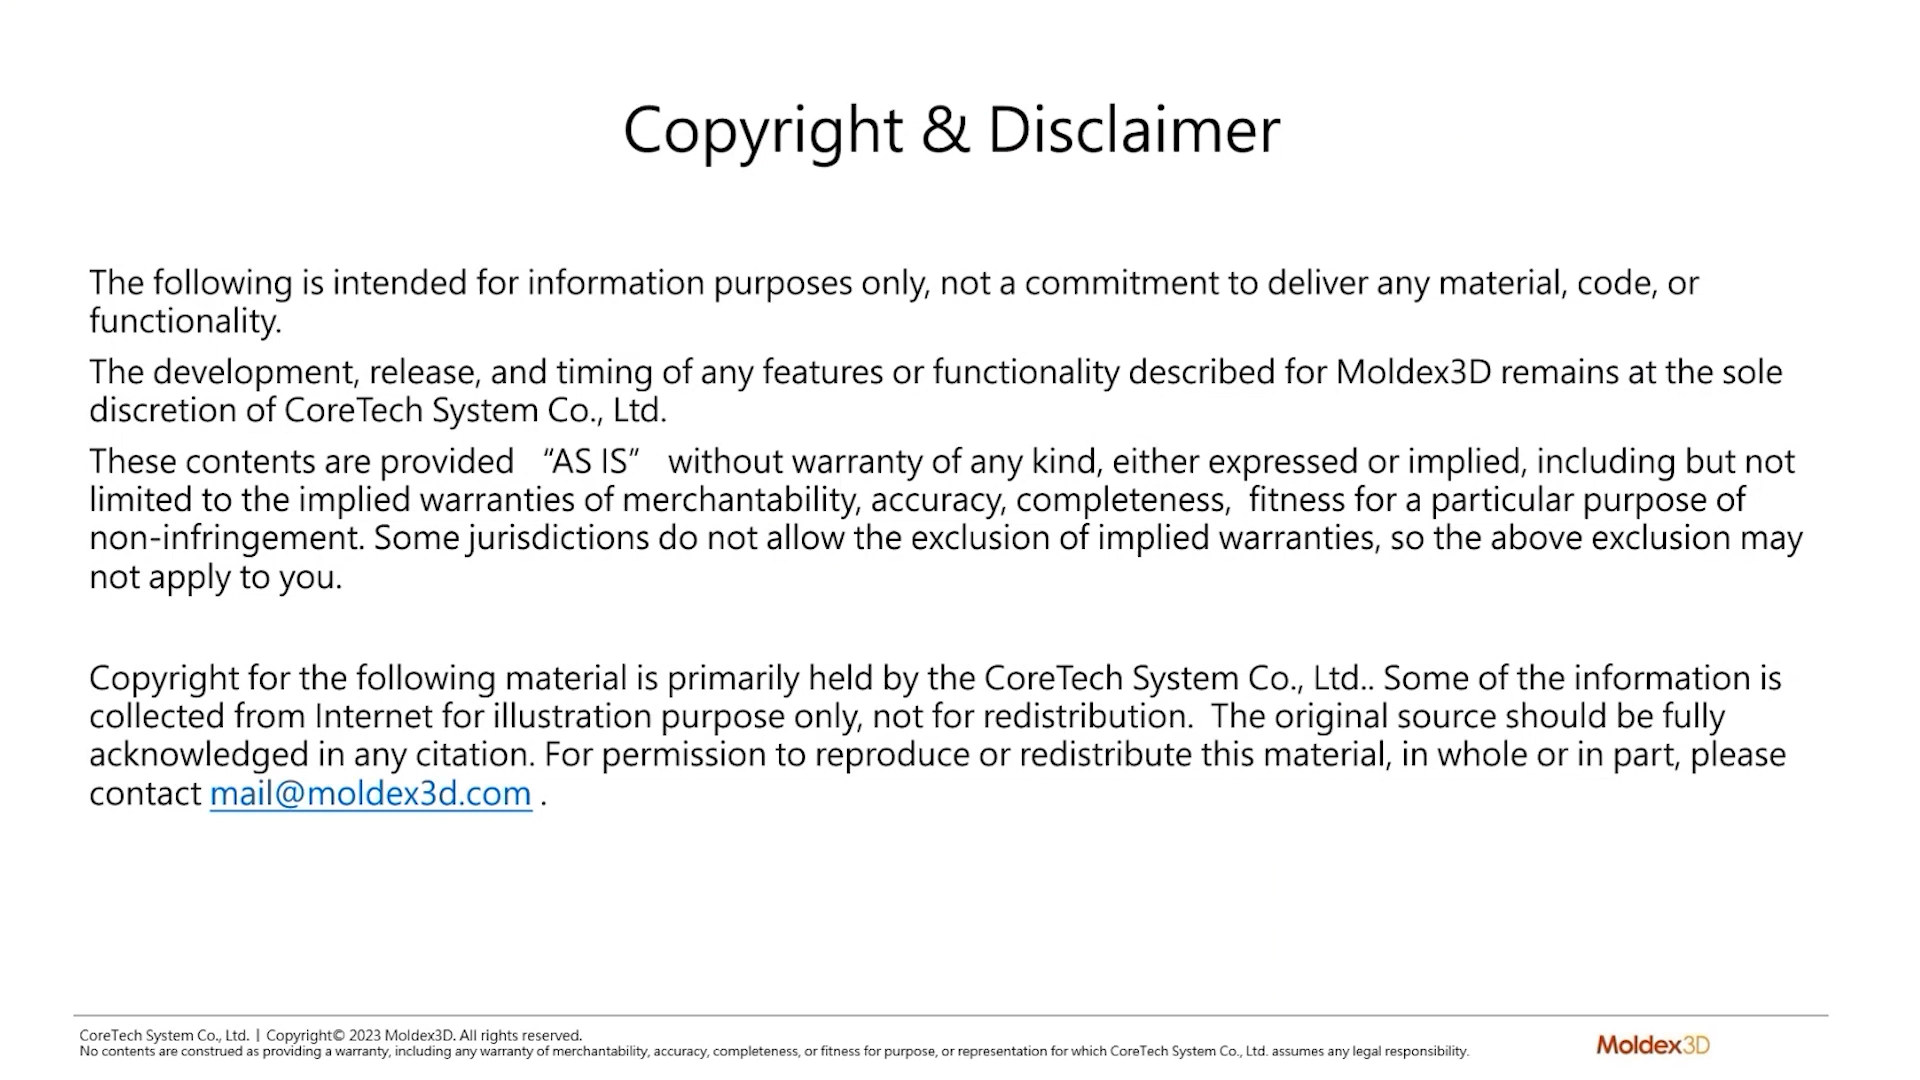 Copyright & Disclaimer
The following is intended for information purposes only, not a commitment to deliver any material, code, or
functionality.
The development, release, and timing of any features or functionality described for Moldex3D remains at the sole
discretion of CoreTech System Co., Ltd.
These contents are provided “AS IS” without warranty of any kind, either expressed or implied, including but not
limited to the implied warranties of merchantability, accuracy, completeness, fitness for a particular purpose of
non-infringement. Some jurisdictions do not allow the exclusion of implied warranties, so the above exclusion may
not apply to you.
Copyright for the following material is primarily held by the CoreTech System Co., Ltd.. Some of the information is
collected from Internet for illustration purpose only, not for redistribution. The original source should be fully
acknowledged in any citation. For permission to reproduce or redistribute this material, in whole or in part, please
contact mail@moldex3d.com .
CoreTech System Co., Ltd. | Copyright© 2023 Moldex3D. All rights reserved.
No contents are construed as providing a warranty, including any warranty of merchantability, accuracy, completeness, or fitness for purpose, or representation for which CoreTech System Co., Ltd. assumes any legal responsibility.
Moldex3D